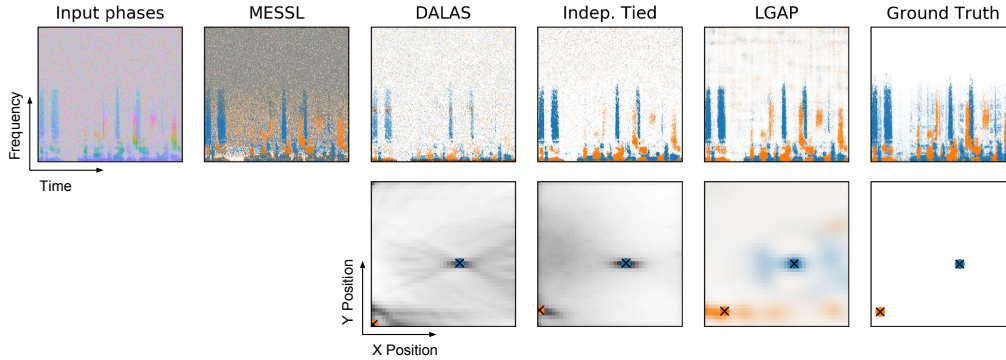 Input phases
MESSL
DALAS
Indep. Tied
LGAP
Ground Truth
Frequency
Time
Y Position
X Position